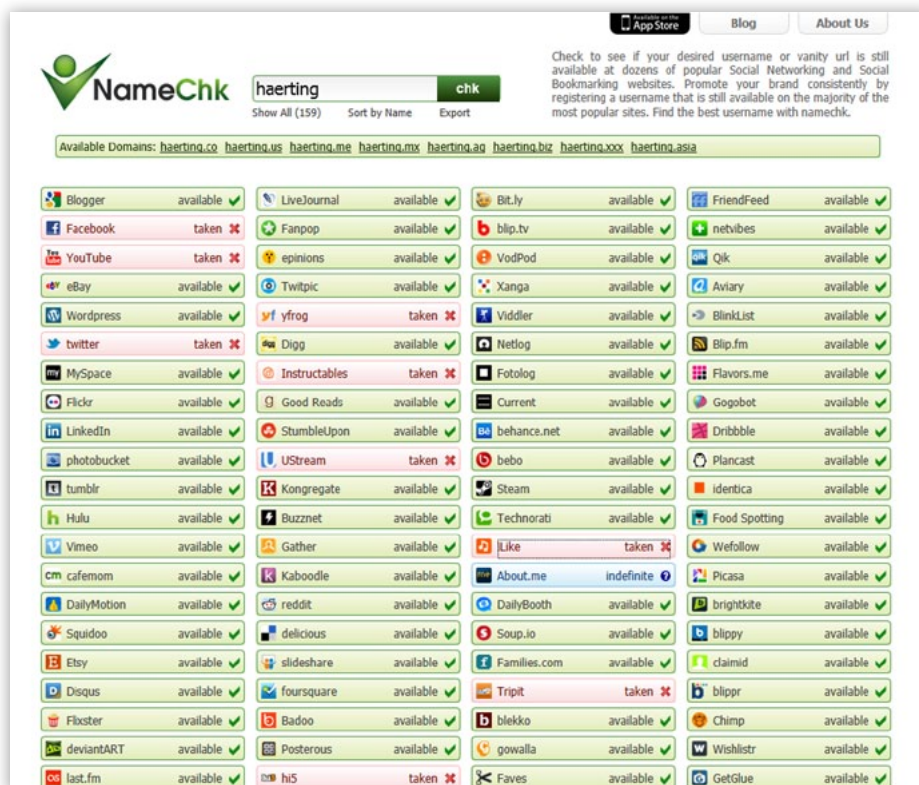 Available on the
App Store
Blog
About Us
NameChk
haerting
chk
Show All (159) Sort by Name Export
Check to see if your desired username or vanity url is still
available at dozens of popular Social Networking and Social
Bookmarking websites. Promote your brand consistently by
registering a username that is still available on the majority of the
most popular sites. Find the best username with namechk.
Available Domains: haerting.co haerting.us haerting.me haerting.mx haerting.ag haerting.biz haerting.xxx haerting.asia
Blogger available LiveJournal available Bit.ly available FriendFeed available
Facebook taken Fanpop available blip.tv available netvibes available
YouTube taken epinions available VodPod available Qik available
eBay available Twitpic available Xanga available Aviary available
Wordpress available yfrog taken Viddler available BlinkList available
twitter taken Digg available Netlog available Blip.fm available
MySpace available Instructables taken Fotolog available Flavors.me available
Flickr available Good Reads available Current available Gogobot available
LinkedIn available StumbleUpon available behance.net available Dribbble available
photobucket available UStream taken bebo available Plancast available
tumblr available Kongregate available Steam available identica available
Hulu available Buzznet available Technorati available Food Spotting available
Vimeo available Gather available iLike taken Wefollow available
cafemom available Kaboodle available About.me indefinite Picasa available
DailyMotion available reddit available DailyBooth available brightkite available
Squidoo available delicious available Soup.io available blippy available
Etsy available slideshare available Families.com available claimid available
Disqus available foursquare available Tripit taken blippr available
Flixster available Badoo available blekko available Chimp available
deviantART available Posterous available gowalla available Wishlistr available
last.fm available hi5 taken Faves available GetGlue available